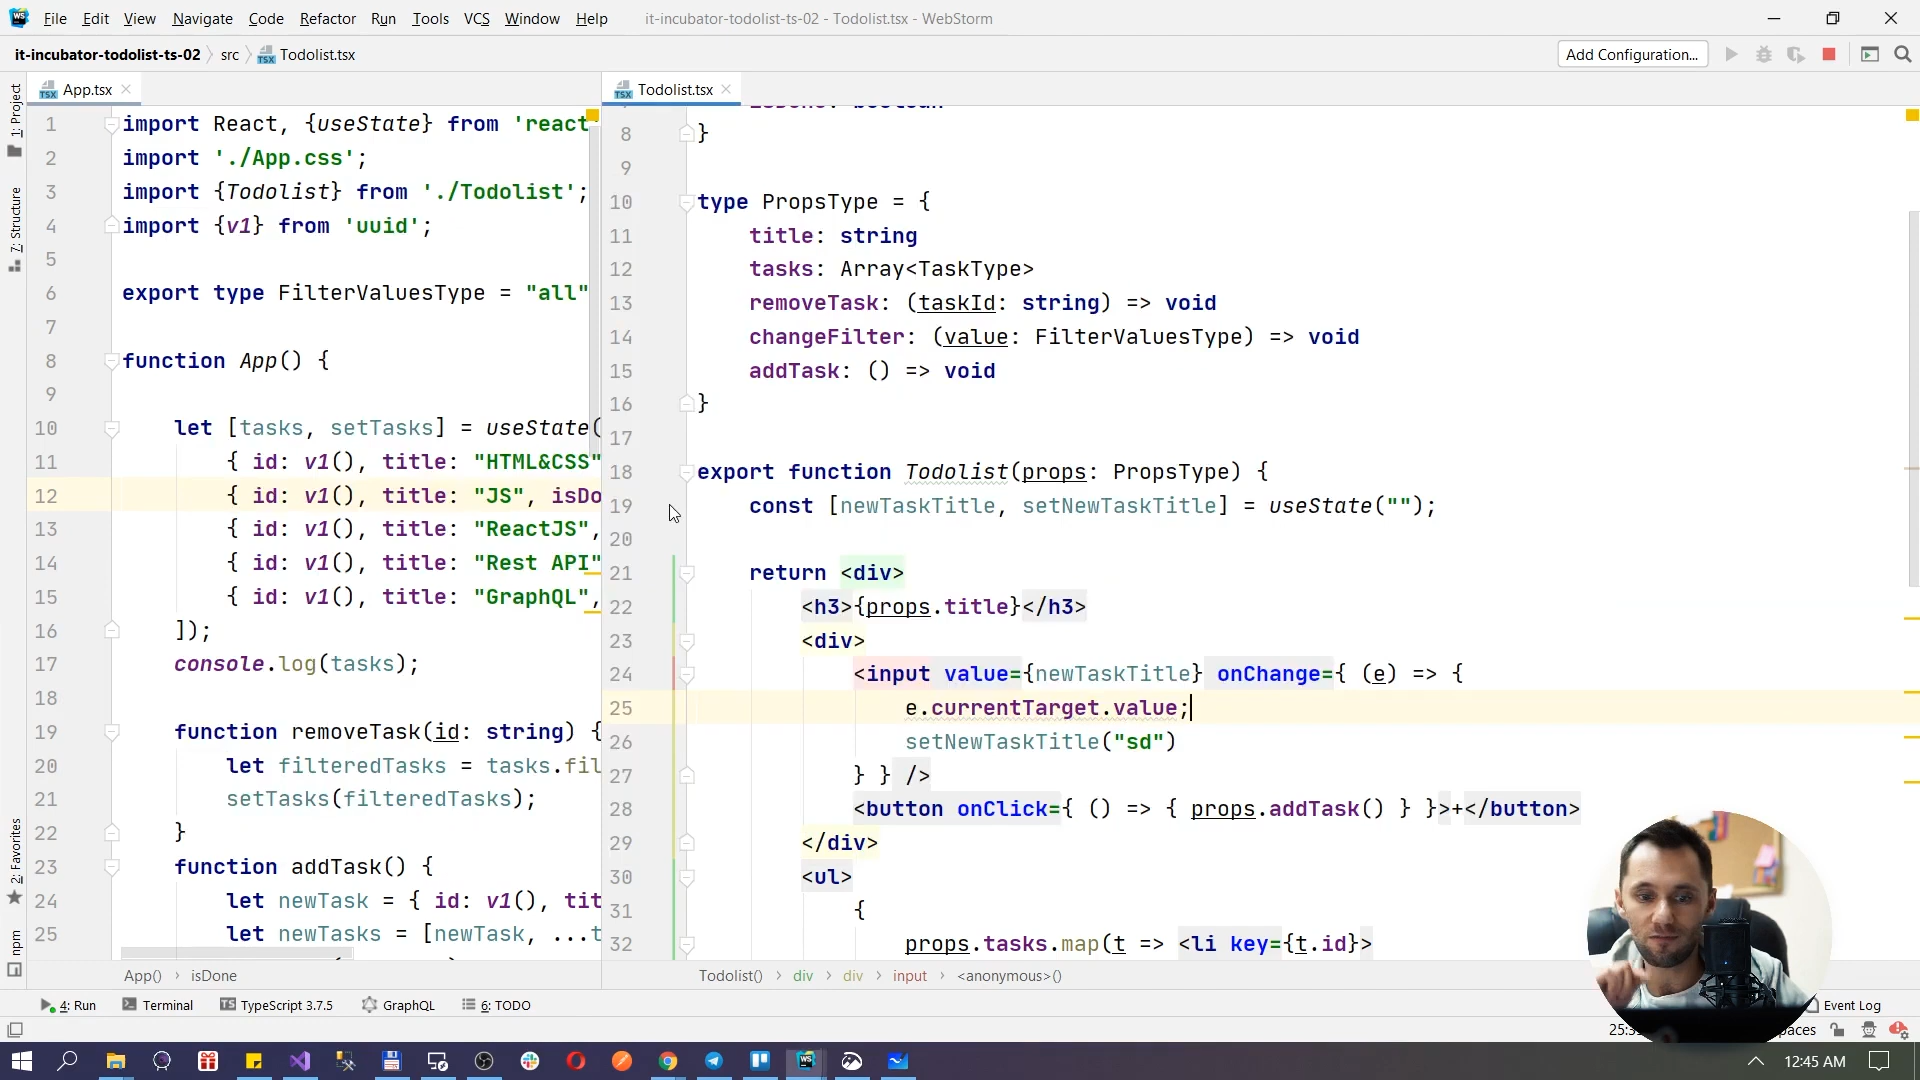 File Edit View Navigate Code Refactor Run Tools VCS Window Help it-incubator-todolist-ts-02 - Todolist.tsx - WebStorm
it-incubator-todolist-ts-02 src Todolist.tsx Add Configuration...
1: Project
7: Structure
2: Favorites
npm
App.tsx
1 import React, {useState} from 'react
2 import './App.css';
3 import {Todolist} from './Todolist';
4 import {v1} from 'uuid';
5
6 export type FilterValuesType = "all"
7
8 function App() {
9
10 let [tasks, setTasks] = useState(
11 { id: v1(), title: "HTML&CSS"
12 { id: v1(), title: "JS", isDo
13 { id: v1(), title: "ReactJS",
14 { id: v1(), title: "Rest API"
15 { id: v1(), title: "GraphQL",
16 ]);
17 console.log(tasks);
18
19 function removeTask(id: string) {
20 let filteredTasks = tasks.fil
21 setTasks(filteredTasks);
22 }
23 function addTask() {
24 let newTask = { id: v1(), tit
25 let newTasks = [newTask, ...t
App() › isDone
Todolist.tsx
8 }
9
10 type PropsType = {
11 title: string
12 tasks: Array<TaskType>
13 removeTask: (taskId: string) => void
14 changeFilter: (value: FilterValuesType) => void
15 addTask: () => void
16 }
17
18 export function Todolist(props: PropsType) {
19 const [newTaskTitle, setNewTaskTitle] = useState("");
20
21 return <div>
22 <h3>{props.title}</h3>
23 <div>
24 <input value={newTaskTitle} onChange={ (e) => {
25 e.currentTarget.value;
26 setNewTaskTitle("sd")
27 } } />
28 <button onClick={ () => { props.addTask() } }>+</button>
29 </div>
30 <ul>
31 {
32 props.tasks.map(t => <li key={t.id}>
Todolist() › div › div › input › <anonymous>()
4: Run Terminal TypeScript 3.7.5 GraphQL 6: TODO Event Log
12:45 AM